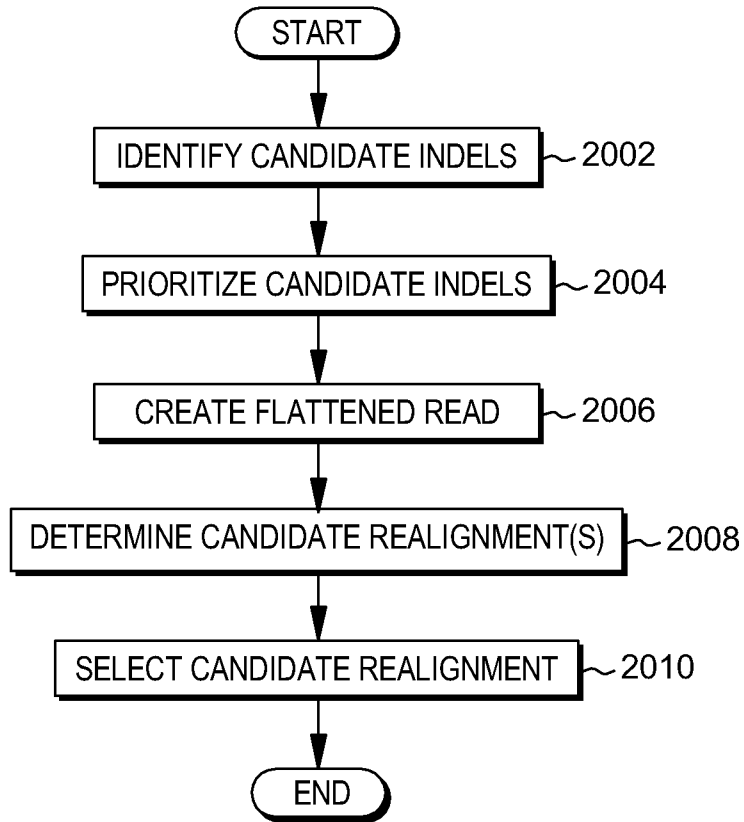 START
IDENTIFY CANDIDATE INDELS 2002
PRIORITIZE CANDIDATE INDELS 2004
CREATE FLATTENED READ 2006
DETERMINE CANDIDATE REALIGNMENT(S) 2008
SELECT CANDIDATE REALIGNMENT 2010
END